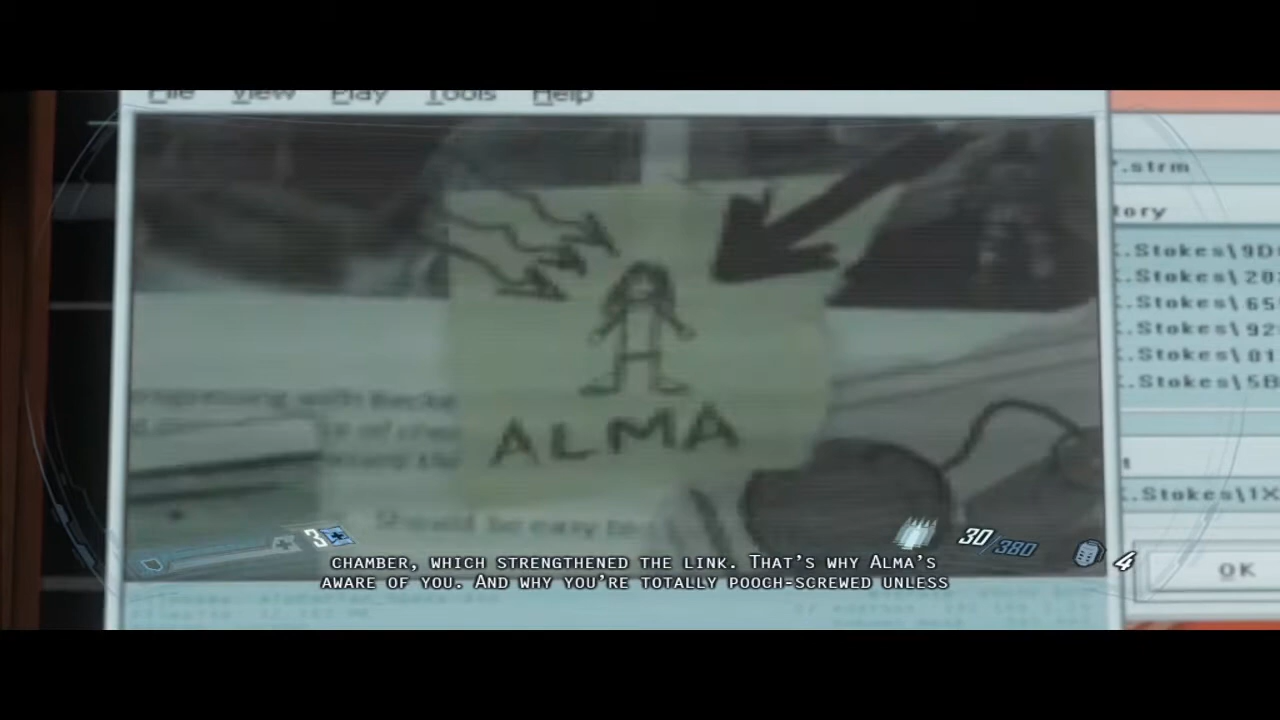 File View Play Tools Help
.strm
tory
.Stokes\9D
.Stokes\20
.Stokes\65
.Stokes\92
.Stokes\01
.Stokes\5B
ALMA
t
.Stokes\1X
Should be easy to
3
30/380
4
OK
CHAMBER, WHICH STRENGTHENED THE LINK. THAT'S WHY ALMA'S
AWARE OF YOU. AND WHY YOU'RE TOTALLY POOCH-SCREWED UNLESS